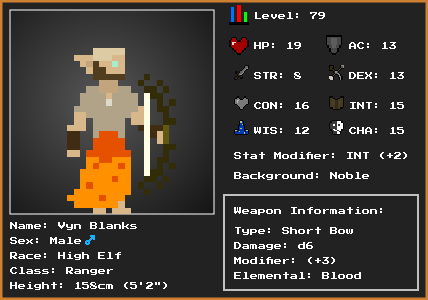 Level: 79
HP: 19 AC: 13
STR: 8 DEX: 13
CON: 16 INT: 15
WIS: 12 CHA: 15
Stat Modifier: INT (+2)
Background: Noble
Weapon Information:
Type: Short Bow
Damage: d6
Modifier: (+3)
Elemental: Blood
Name: Vyn Blanks
Sex: Male♂
Race: High Elf
Class: Ranger
Height: 158cm (5'2")